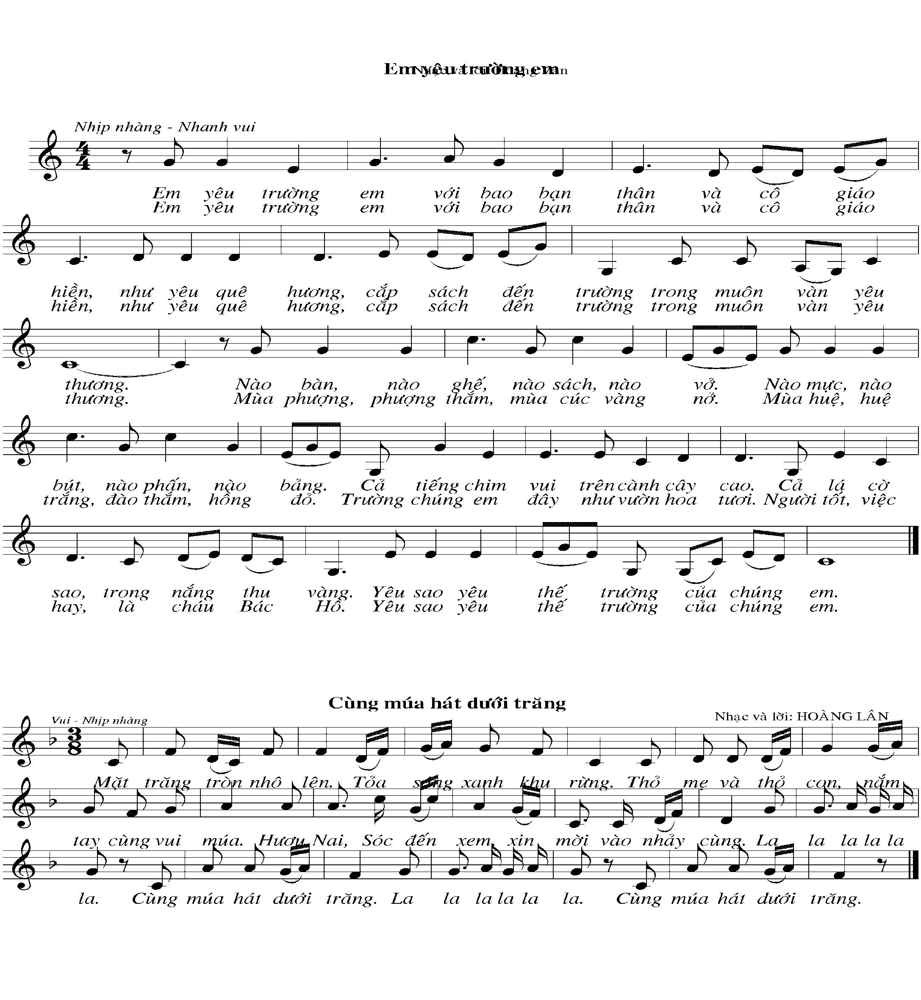 Em yêu trường em
Nhạc và
Nhịp nhàng - Nhanh vui
4
4
Em yêu trường em với bao bạn thân và cô giáo
Em yêu trường em với bao bạn thân và cô giáo
hiền, như yêu quê hương, cắp sách đến trường trong muôn vàn yêu
hiền, như yêu quê hương, cắp sách đến trường trong muôn vàn yêu
thương. Nào bàn, nào ghế, nào sách, nào vở. Nào mực, nào
thương. Mùa phượng, phượng thắm, mùa cúc vàng nở. Mùa huệ, huệ
bút, nào phấn, nào bảng. Cả tiếng chim vui trên cành cây cao. Cả lá cờ
trắng, đào thắm, hồng đỏ. Trường chúng em đây như vườn hoa tươi. Người tốt, việc
sao, trong nắng thu vàng. Yêu sao yêu thế trường của chúng em.
hay, là cháu Bác Hồ. Yêu sao yêu thế trường của chúng em.
Cùng múa hát dưới trăng
Vui - Nhịp nhàng
Nhạc và lời: HOÀNG LÂN
3
8
Mặt trăng tròn nhô lên. Tỏa sáng xanh khu rừng. Thỏ mẹ và thỏ con, nắm
tay cùng vui múa. Hươu Nai, Sóc đến xem, xin mời vào nhảy cùng. La la la la la
la. Cùng múa hát dưới trăng. La la la la la la. Cùng múa hát dưới trăng.